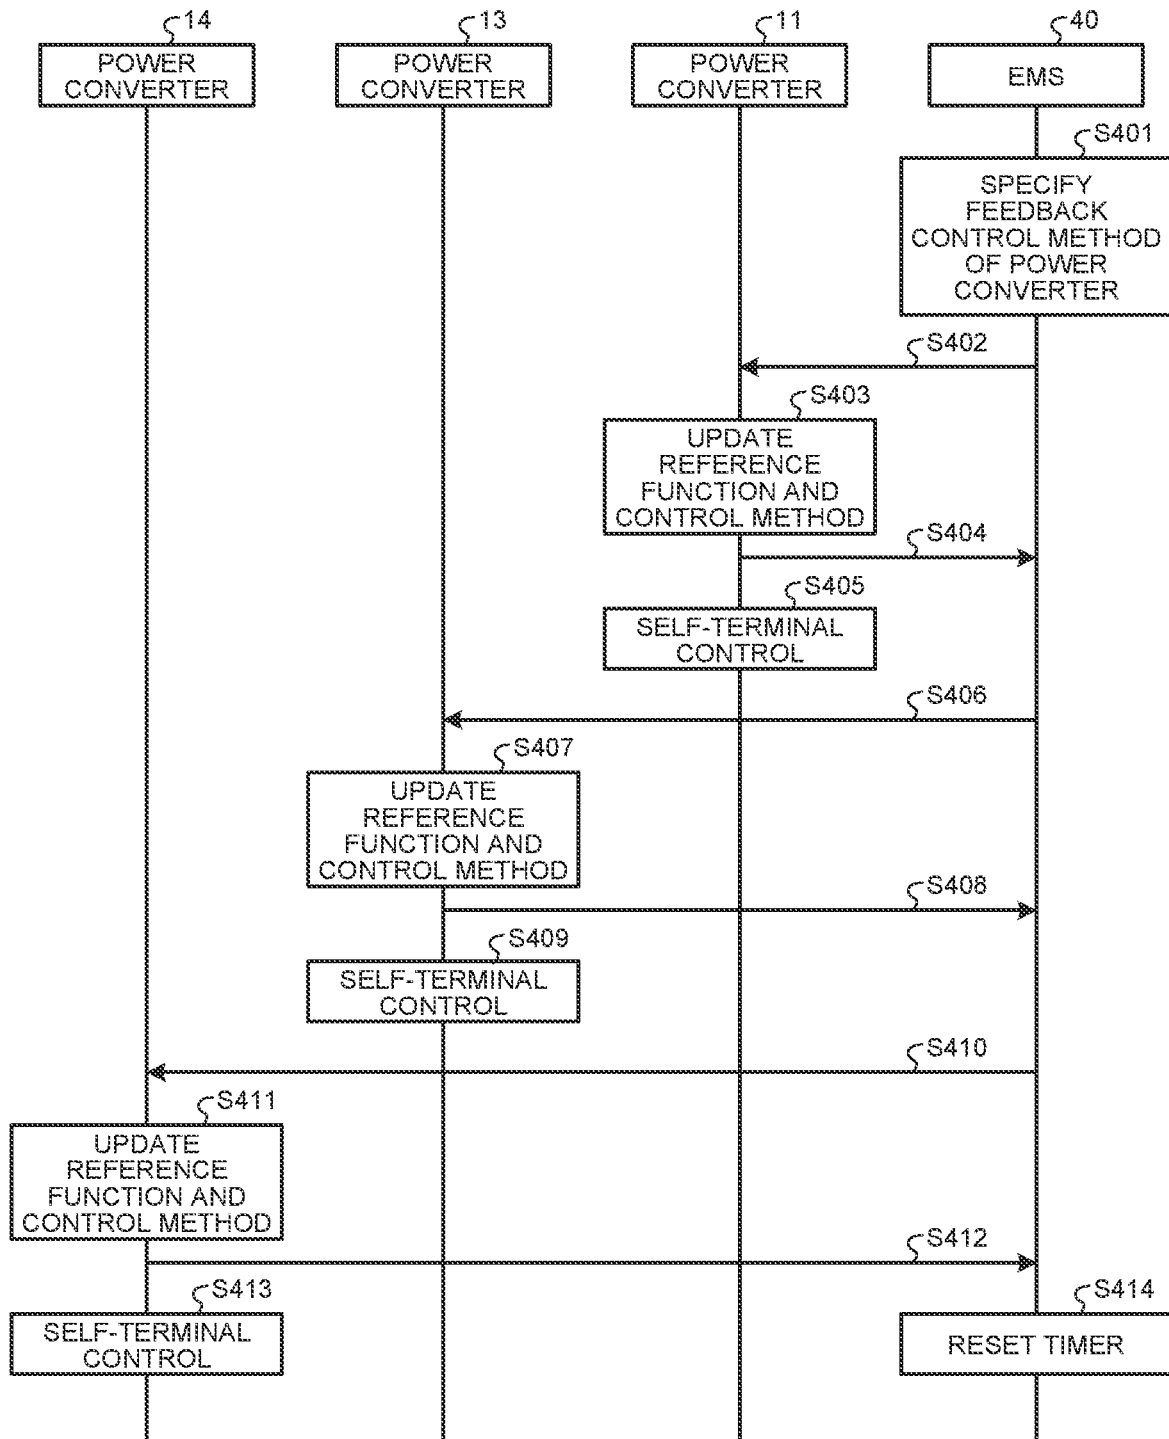 14
13
11
40
POWER
CONVERTER
POWER
CONVERTER
POWER
CONVERTER
EMS
S401
SPECIFY
FEEDBACK
CONTROL METHOD
OF POWER
CONVERTER
S402
S403
UPDATE
REFERENCE
FUNCTION AND
CONTROL METHOD
S404
S405
SELF-TERMINAL
CONTROL
S406
S407
UPDATE
REFERENCE
FUNCTION AND
CONTROL METHOD
S408
S409
SELF-TERMINAL
CONTROL
S410
S411
UPDATE
REFERENCE
FUNCTION AND
CONTROL METHOD
S412
S413
SELF-TERMINAL
CONTROL
S414
RESET TIMER